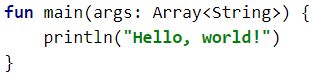 fun main(args: Array<String>) {
    println("Hello, world!")
}